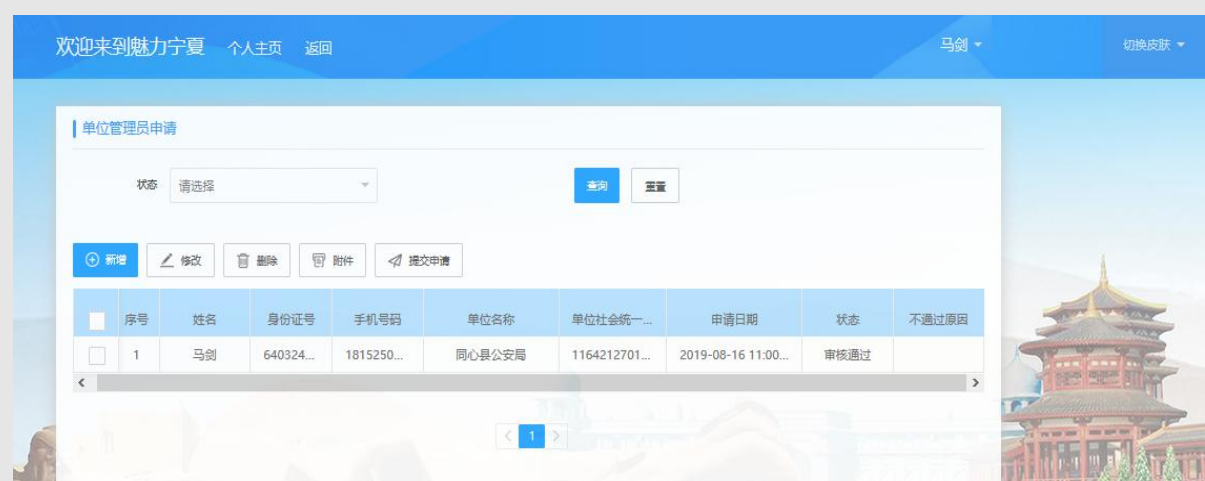 欢迎来到魅力宁夏 个人主页 返回 马剑 切换皮肤
单位管理员申请
状态 请选择 查询 重置
新增 修改 删除 附件 提交申请
序号 姓名 身份证号 手机号码 单位名称 单位社会统一... 申请日期 状态 不通过原因
1 马剑 640324... 1815250... 同心县公安局 1164212701... 2019-08-16 11:00... 审核通过
1